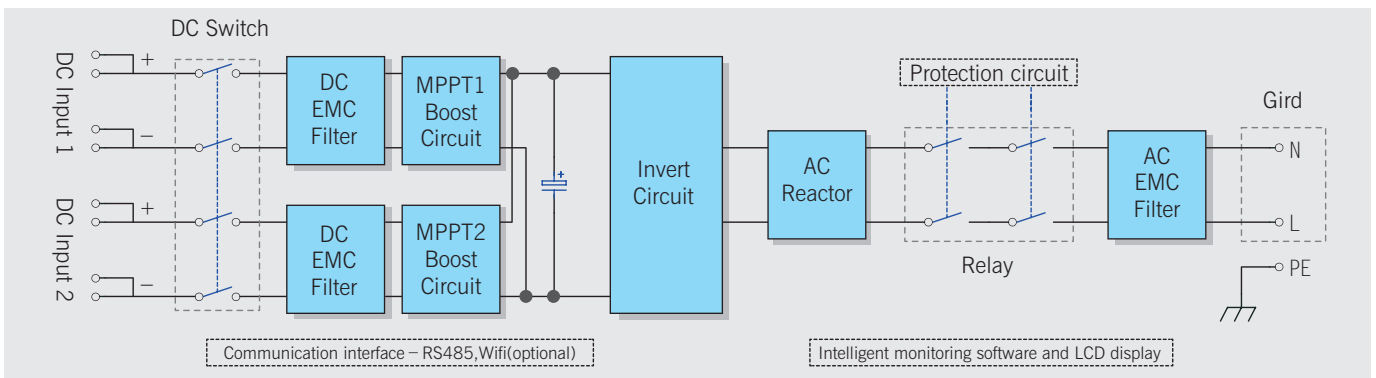 DC Switch
DC Input 1
+
−
DC Input 2
+
−
DC
EMC
Filter
MPPT1
Boost
Circuit
DC
EMC
Filter
MPPT2
Boost
Circuit
+
Invert
Circuit
AC
Reactor
Protection circuit
Relay
AC
EMC
Filter
Gird
N
L
PE
Communication interface – RS485,Wifi(optional)
Intelligent monitoring software and LCD display